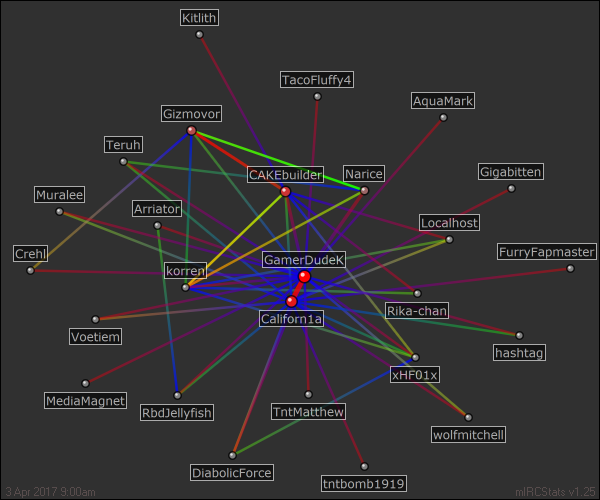 Kitlith
TacoFluffy4
AquaMark
Gizmovor
Teruh
CAKEbuilder
Narice
Gigabitten
Muralee
Arriator
Localhost
Crehl
korren
GamerDudeK
FurryFapmaster
Rika-chan
Californ1a
Voetiem
hashtag
xHF01x
MediaMagnet
RbdJellyfish
TntMatthew
wolfmitchell
DiabolicForce
tntbomb1919
3 Apr 2017 9:00am
mIRCStats v1.25